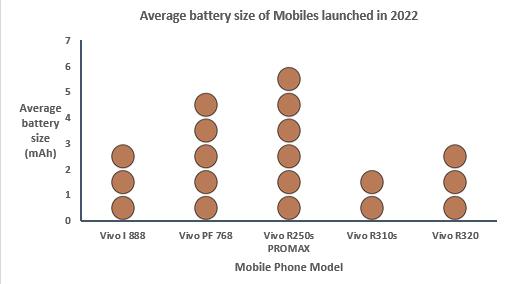 Average battery size of Mobiles launched in 2022
7
6
5
4
3
2
1
0
Average
battery
size
(mAh)
Vivo I 888
Vivo PF 768
Vivo R250s
PROMAX
Vivo R310s
Vivo R320
Mobile Phone Model